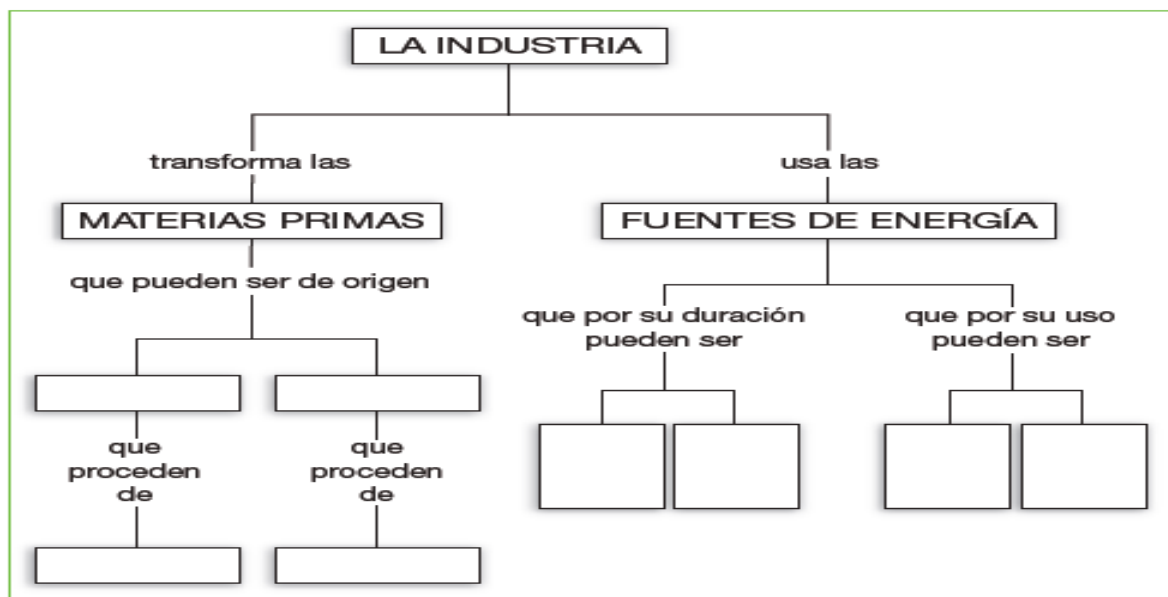 LA INDUSTRIA
transforma las
usa las
MATERIAS PRIMAS
FUENTES DE ENERGÍA
que pueden ser de origen
que por su duración
pueden ser
que por su uso
pueden ser
que
proceden
de
que
proceden
de